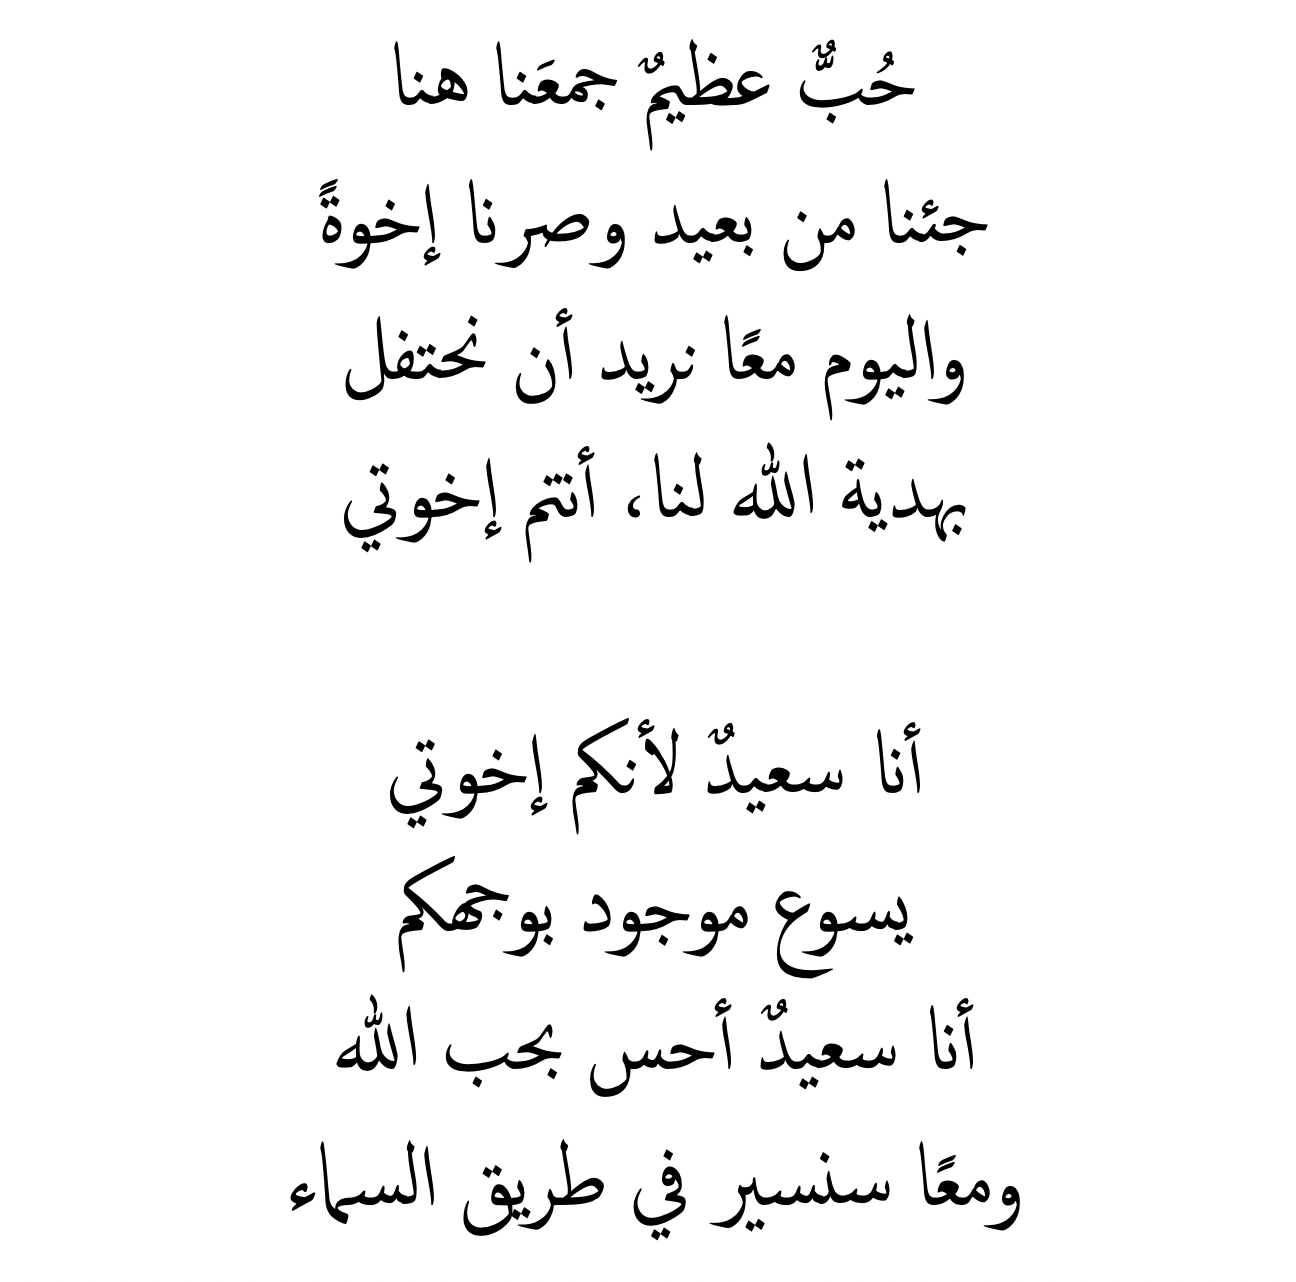 حُبٌّ عظيمٌ جمعَنا هنا
جئنا من بعيد وصرنا إخوةً
واليوم معًا نريد أن نحتفل
بهدية الله لنا، أنتم إخوتي
أنا سعيدٌ لأنكم إخوتي
يسوع موجود بوجهكم
أنا سعيدٌ أحس بحب الله
ومعًا سنسير في طريق السماء